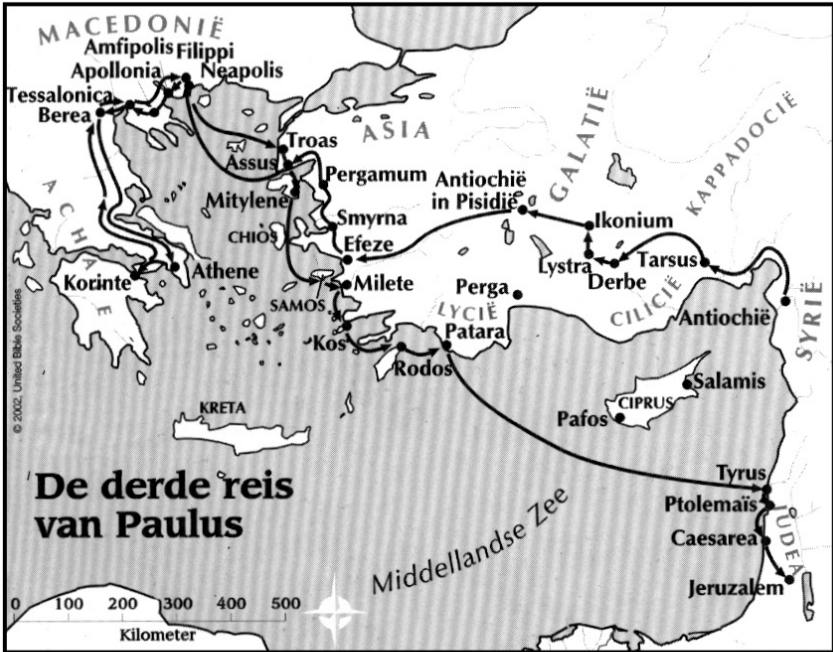 MACEDONIË
Amfipolis Filippi
Apollonia Neapolis
Tessalonica
Berea
ASIA
GALATIË
KAPPADOCIË
Troas
Assus
Pergamum
Antiochië
in Pisidië
Mitylene
Ikonium
ACHAJE
Smyrna
CHIOS
Efeze
Lystra
Derbe
Tarsus
Athene
Korinte
Milete
Perga
CILICIË
SYRIË
SAMOS
LYCIË
Antiochië
Kos
Patara
Rodos
Salamis
CIPRUS
Pafos
KRETA
© 2002, United Bible Societies
De derde reis
van Paulus
Tyrus
Ptolemaïs
JUDEA
Caesarea
Middellandse Zee
Jeruzalem
0 100 200 300 400 500
Kilometer